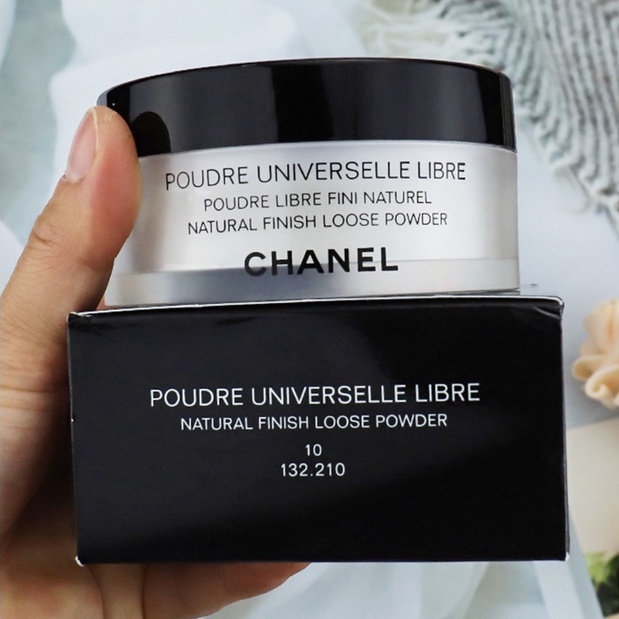 POUDRE UNIVERSELLE LIBRE
POUDRE LIBRE FINI NATUREL
NATURAL FINISH LOOSE POWDER
CHANEL
POUDRE UNIVERSELLE LIBRE
NATURAL FINISH LOOSE POWDER
10
132.210